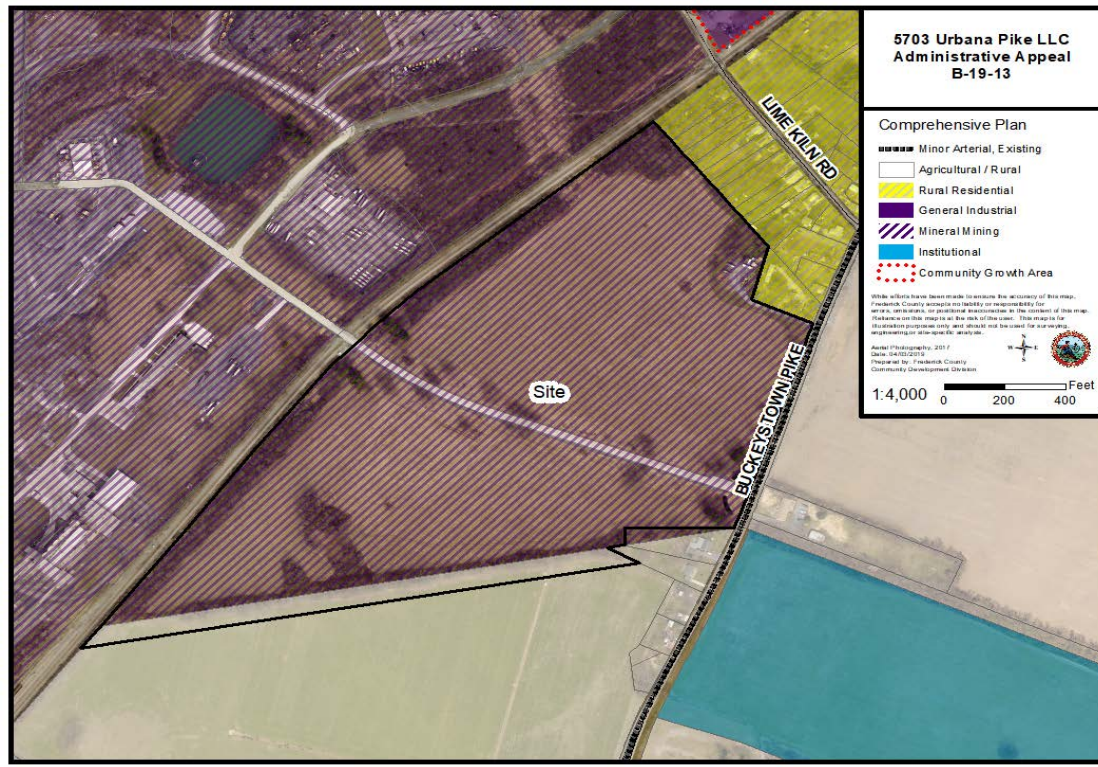 5703 Urbana Pike LLC
Administrative Appeal
B-19-13
Comprehensive Plan
Minor Arterial, Existing
Agricultural / Rural
Rural Residential
General Industrial
Mineral Mining
Institutional
Community Growth Area
While efforts have been made to ensure the accuracy of this map,
Frederick County accepts no liability or responsibility for
errors, omissions, or positional inaccuracies in the content of this map.
Reliance on this map is at the risk of the user. This map is for
illustration purposes only and should not be used for surveying,
engineering, or site-specific analysis.
Aerial Photography, 2017
Date: 04/03/2019
Prepared by: Frederick County
Community Development Division
N
W E
S
1:4,000
Feet
0 200 400
LIME KILN RD
Site
BUCKEYSTOWN PIKE